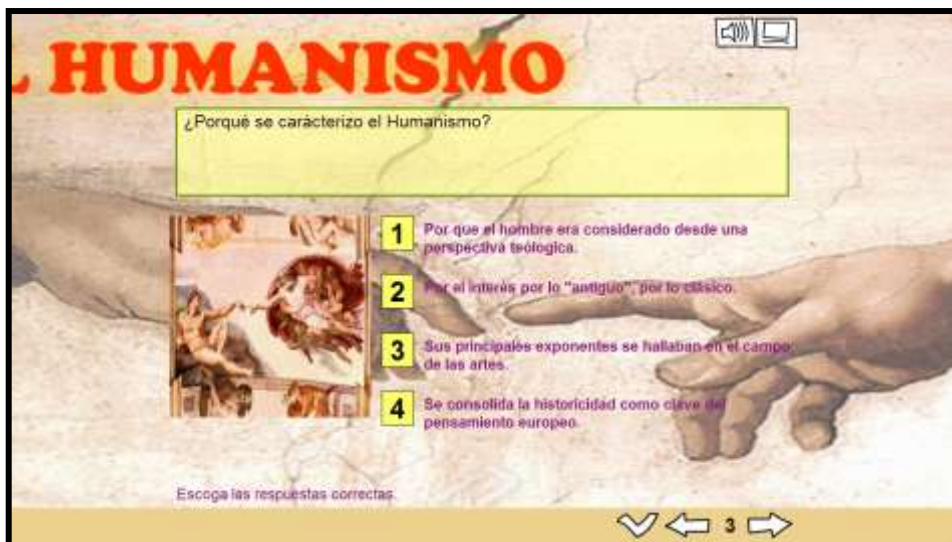 L HUMANISMO
¿Porqué se carácterizo el Humanismo?
1 Por que el hombre era considerado desde una
perspectiva teologica.
2 Por el interés por lo "antiguo", por lo clásico.
3 Sus principales exponentes se hallaban en el campo
de las artes.
4 Se consolida la historicidad como clave del
pensamiento europeo.
Escoga las respuestas correctas.
3